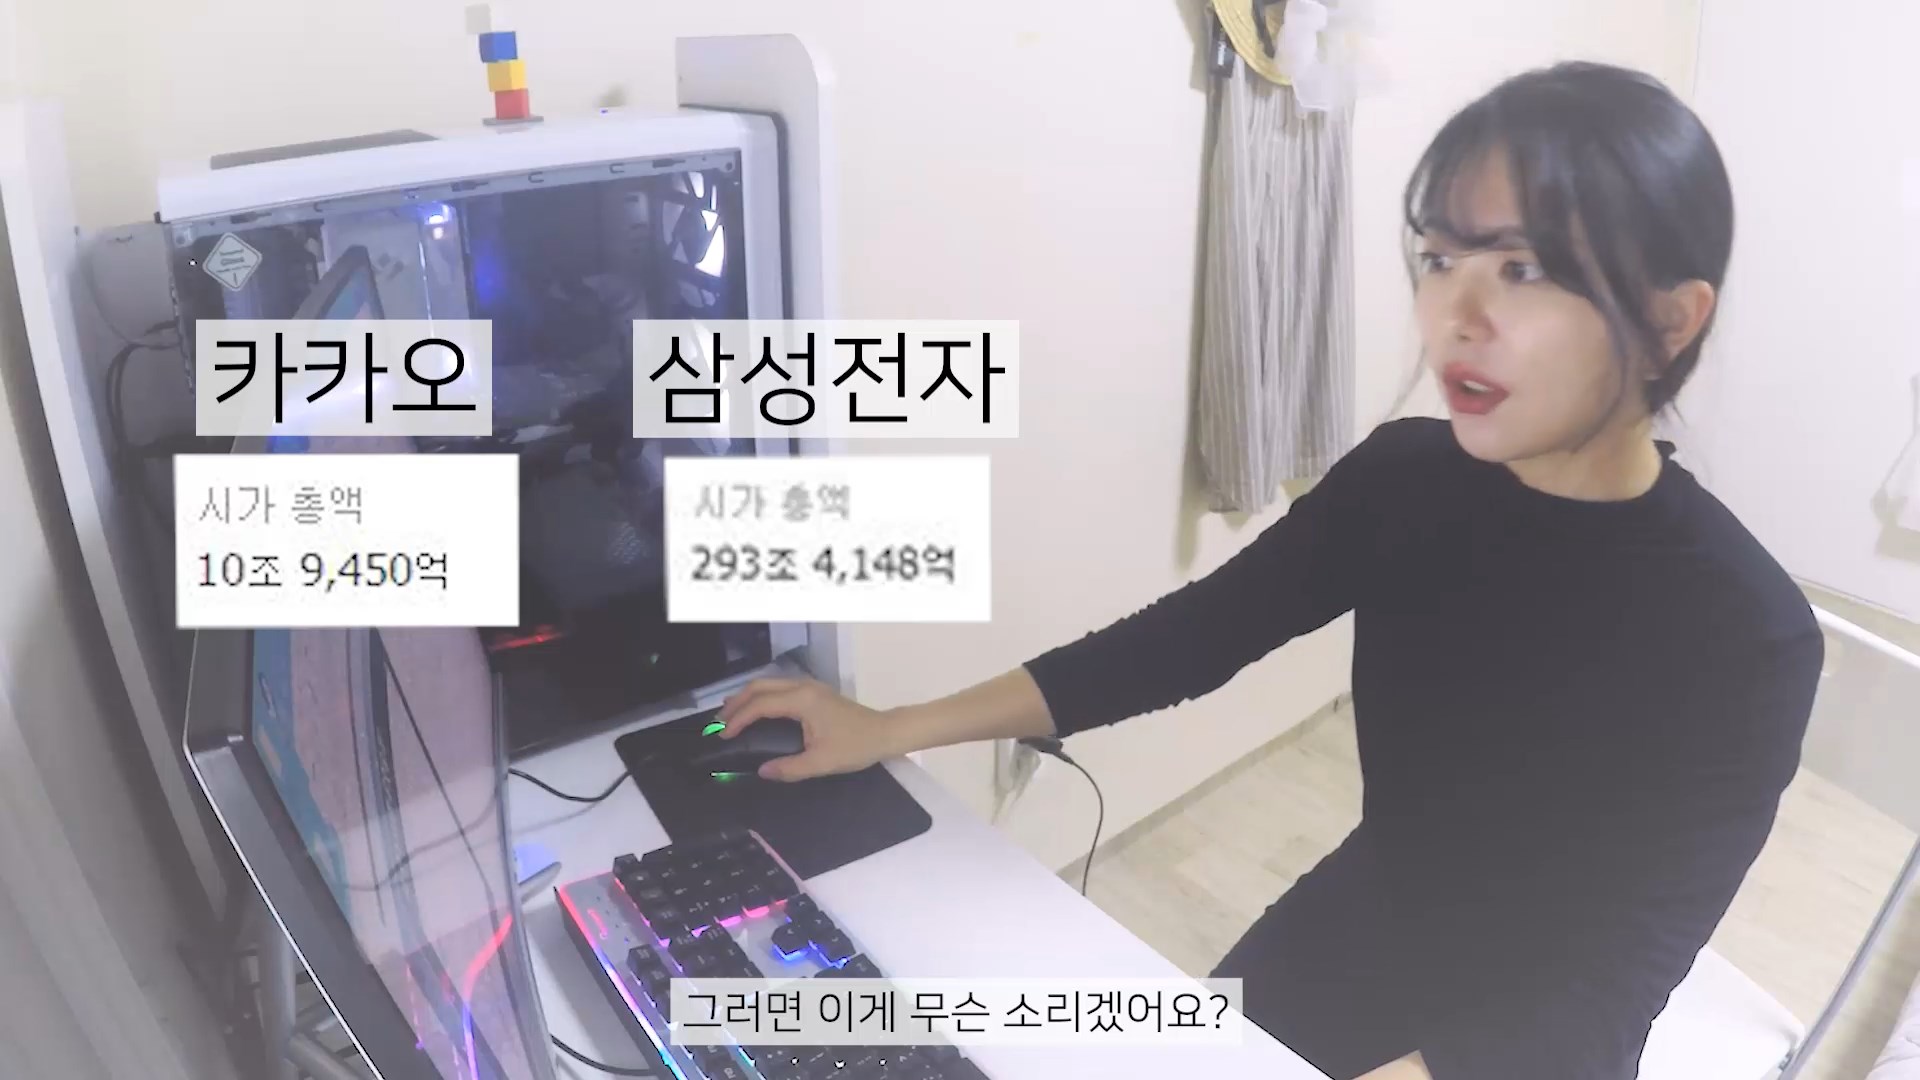 카카오
시가 총액
10조 9,450억
삼성전자
시가 총액
293조 4,148억
그러면 이게 무슨 소리겠어요?